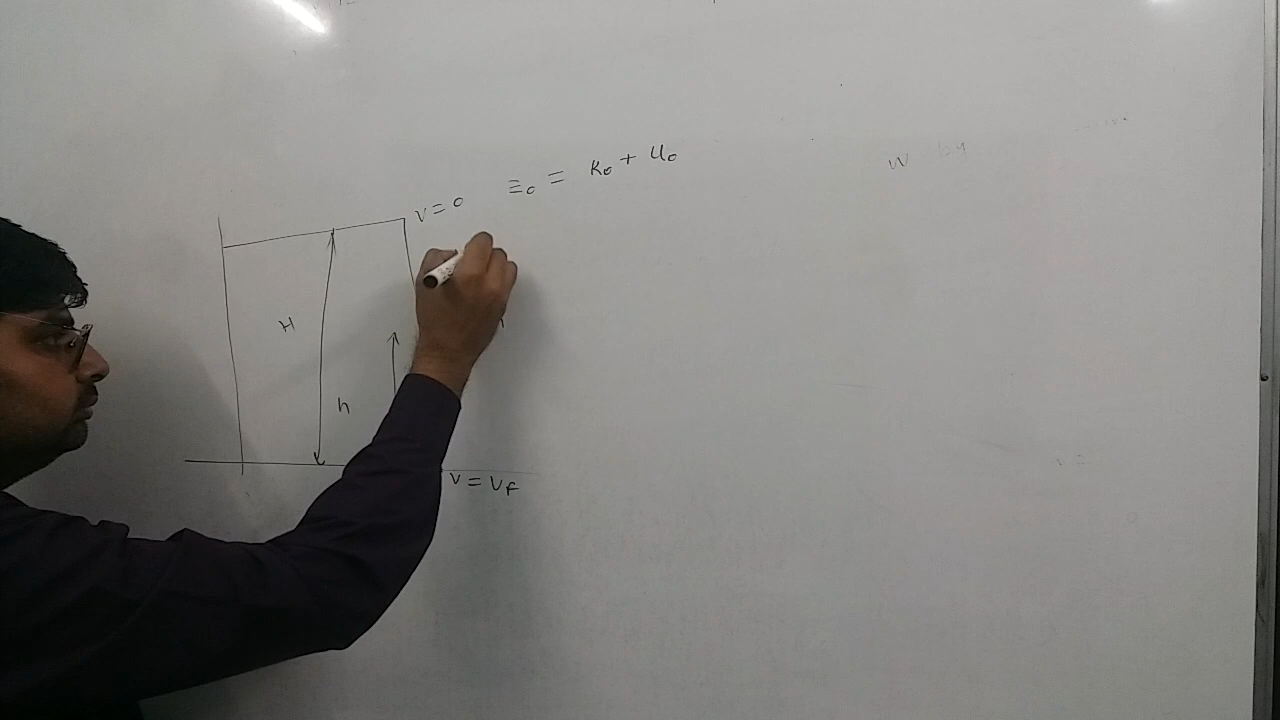 E₀ = K₀ + U₀
V = 0
H
h
V = V_F